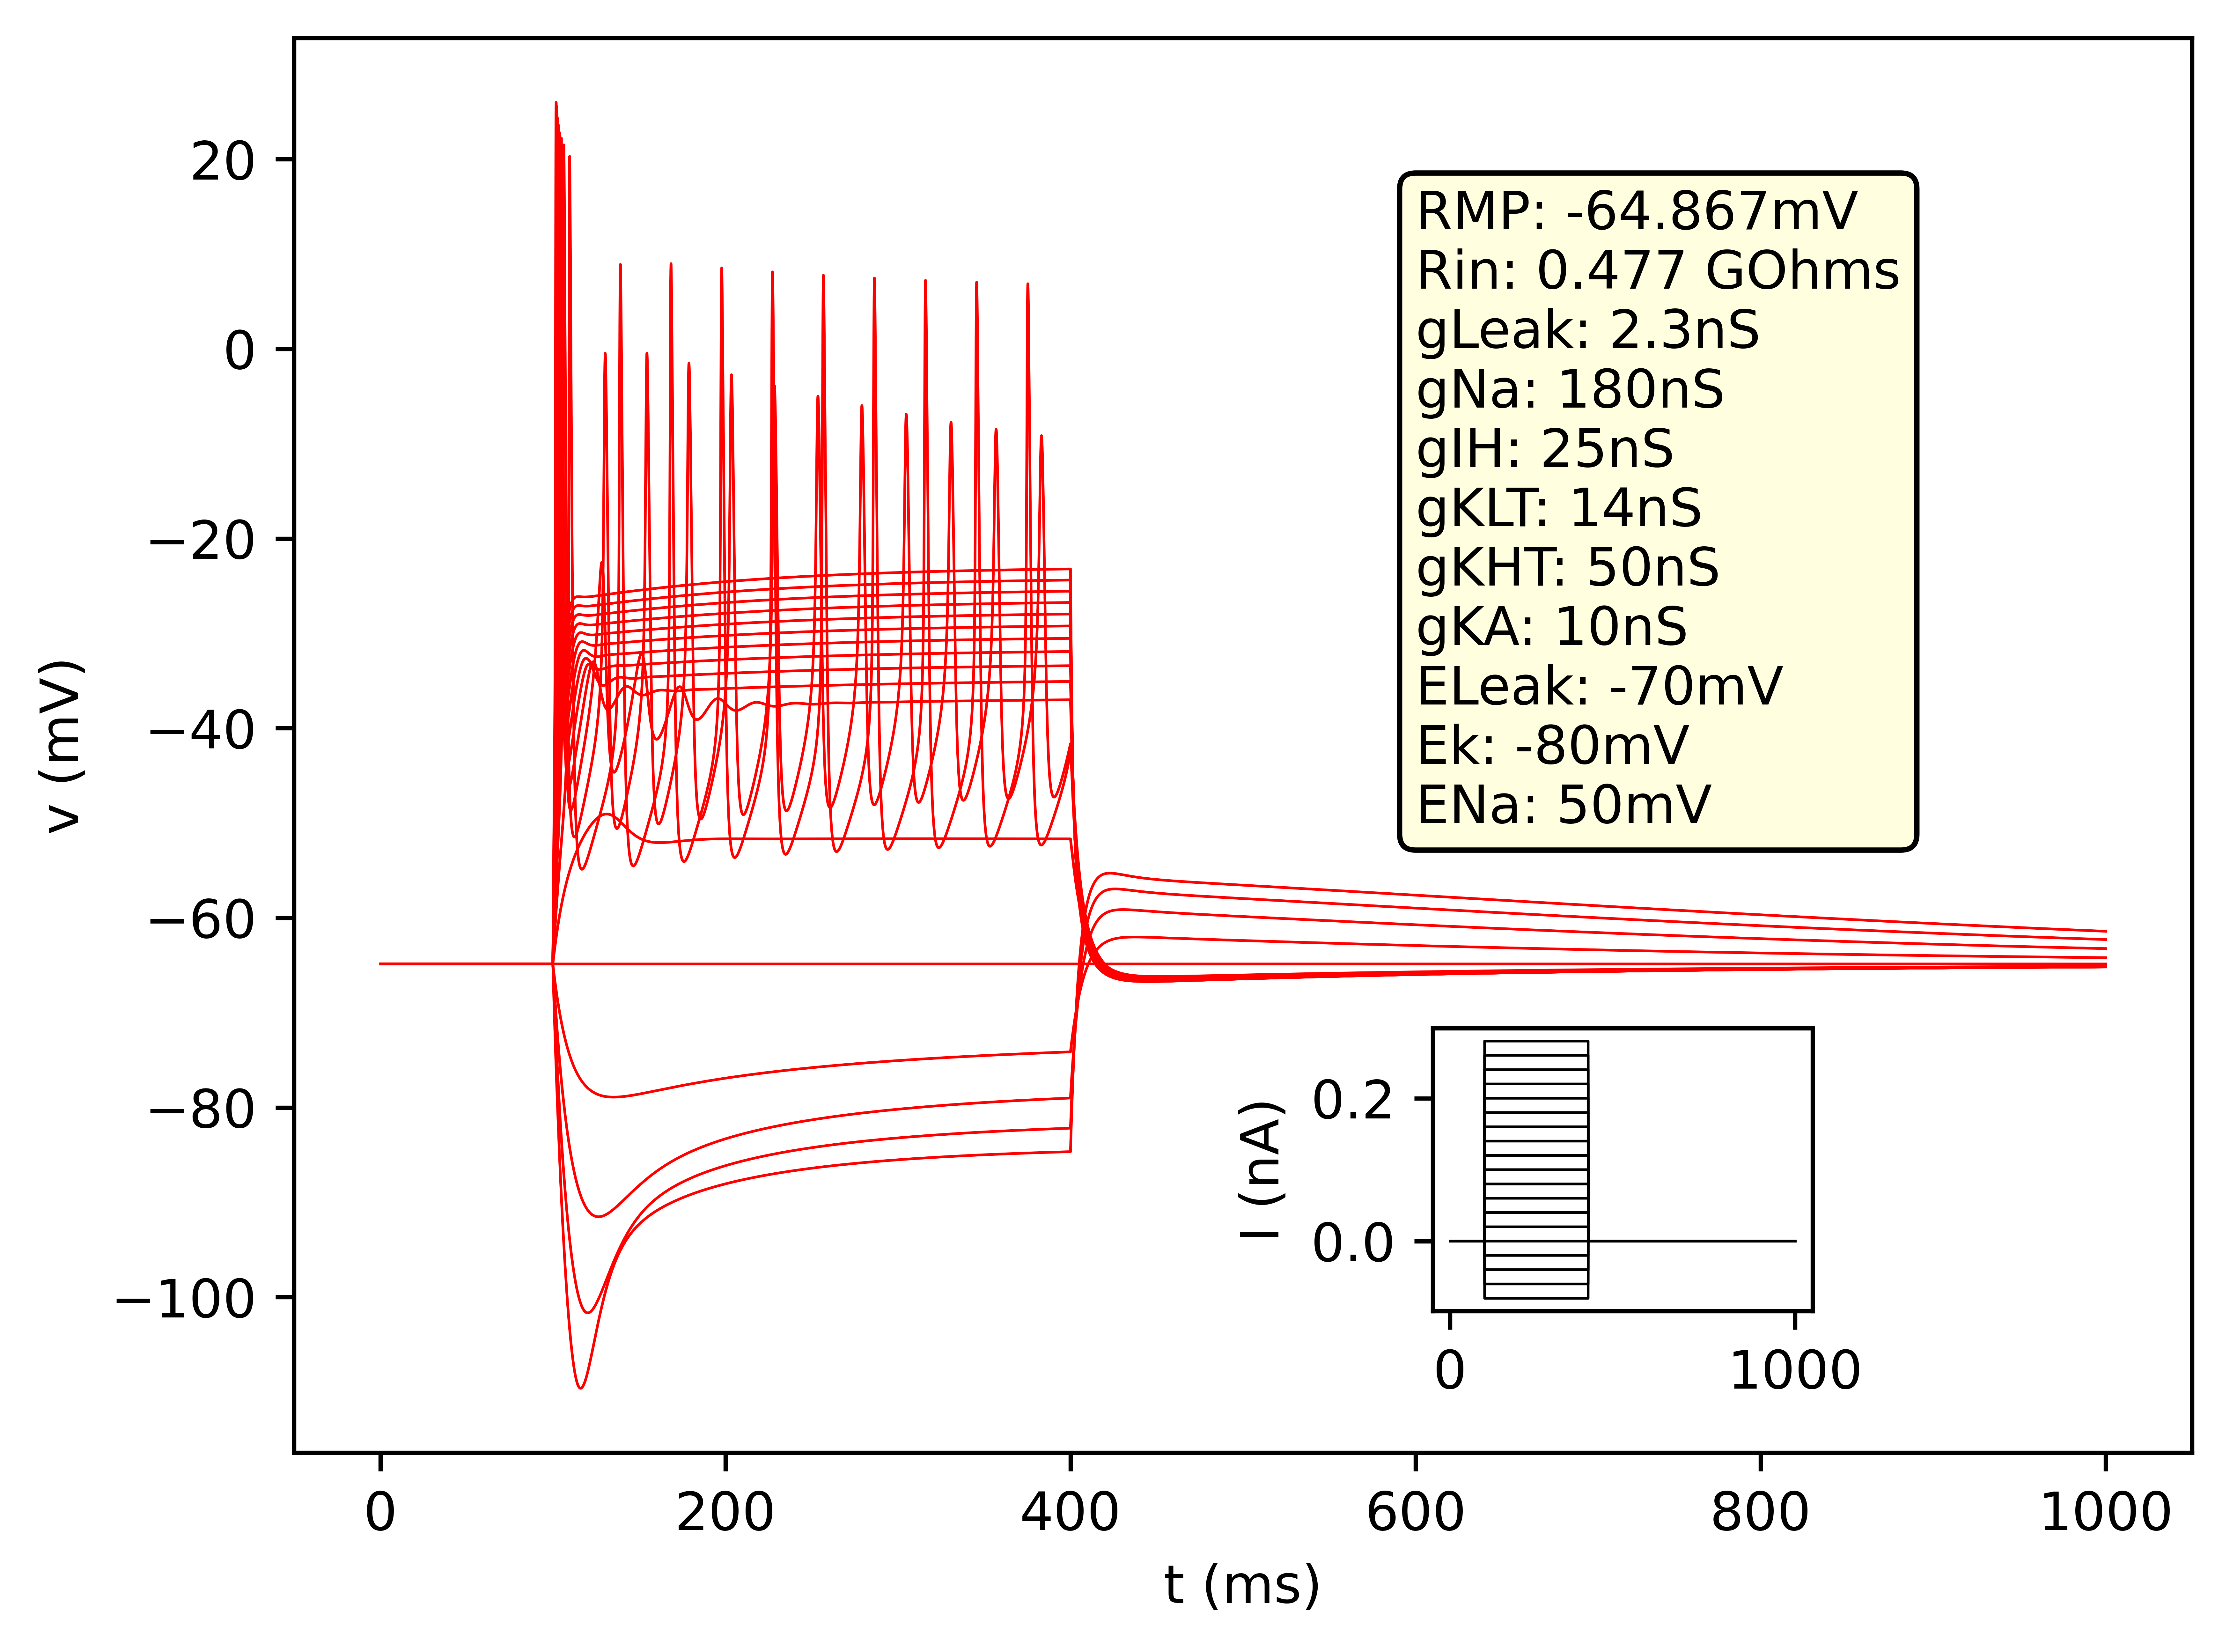 20
0
−20
−40
−60
−80
−100
v (mV)
RMP: -64.867mV
Rin: 0.477 GOhms
gLeak: 2.3nS
gNa: 180nS
gIH: 25nS
gKLT: 14nS
gKHT: 50nS
gKA: 10nS
ELeak: -70mV
Ek: -80mV
ENa: 50mV
I (nA)
0.2
0.0
0 1000
0 200 400 600 800 1000
t (ms)